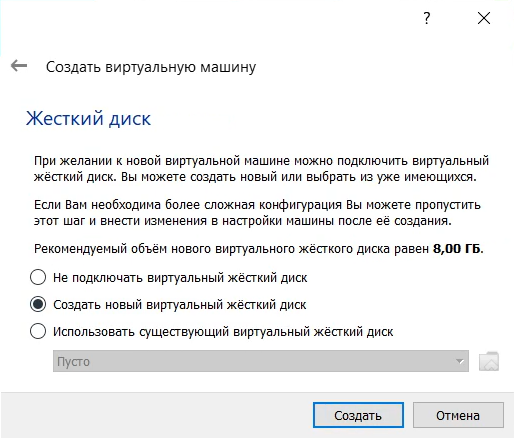 ?
Создать виртуальную машину
Жесткий диск
При желании к новой виртуальной машине можно подключить виртуальный
жёсткий диск. Вы можете создать новый или выбрать из уже имеющихся.
Если Вам необходима более сложная конфигурация Вы можете пропустить
этот шаг и внести изменения в настройки машины после её создания.
Рекомендуемый объём нового виртуального жёсткого диска равен 8,00 ГБ.
Не подключать виртуальный жёсткий диск
Создать новый виртуальный жёсткий диск
Использовать существующий виртуальный жёсткий диск
Пусто
Создать
Отмена